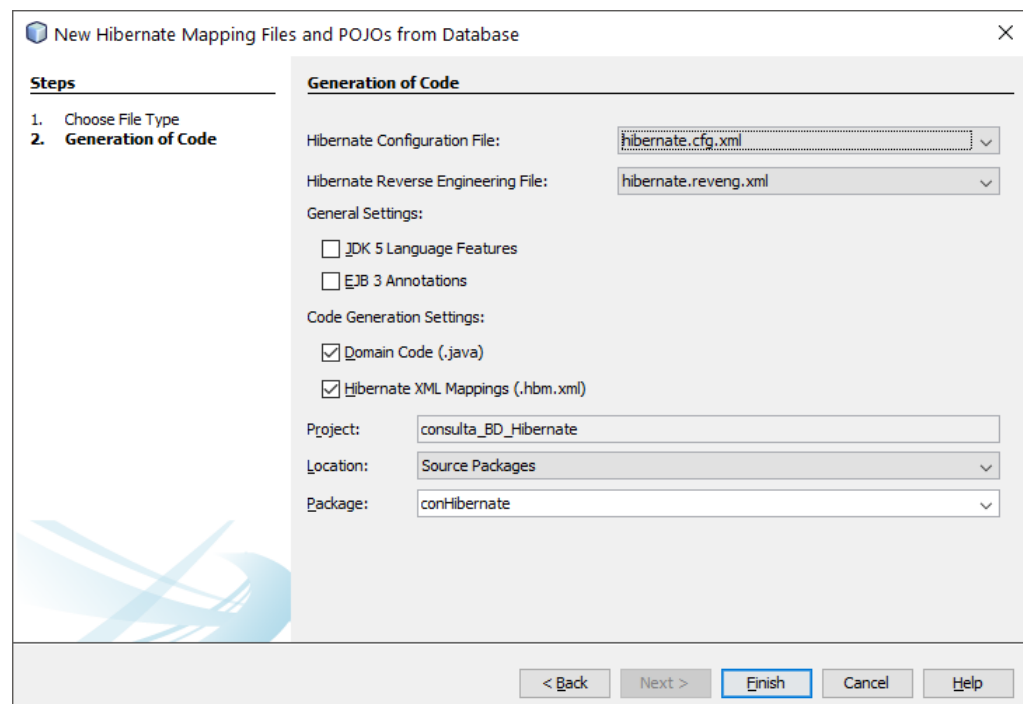 New Hibernate Mapping Files and POJOs from Database
Steps
1. Choose File Type
2. Generation of Code
Generation of Code
Hibernate Configuration File: hibernate.cfg.xml
Hibernate Reverse Engineering File: hibernate.reveng.xml
General Settings:
JDK 5 Language Features
EJB 3 Annotations
Code Generation Settings:
Domain Code (.java)
Hibernate XML Mappings (.hbm.xml)
Project: consulta_BD_Hibernate
Location: Source Packages
Package: conHibernate
< Back Next > Finish Cancel Help